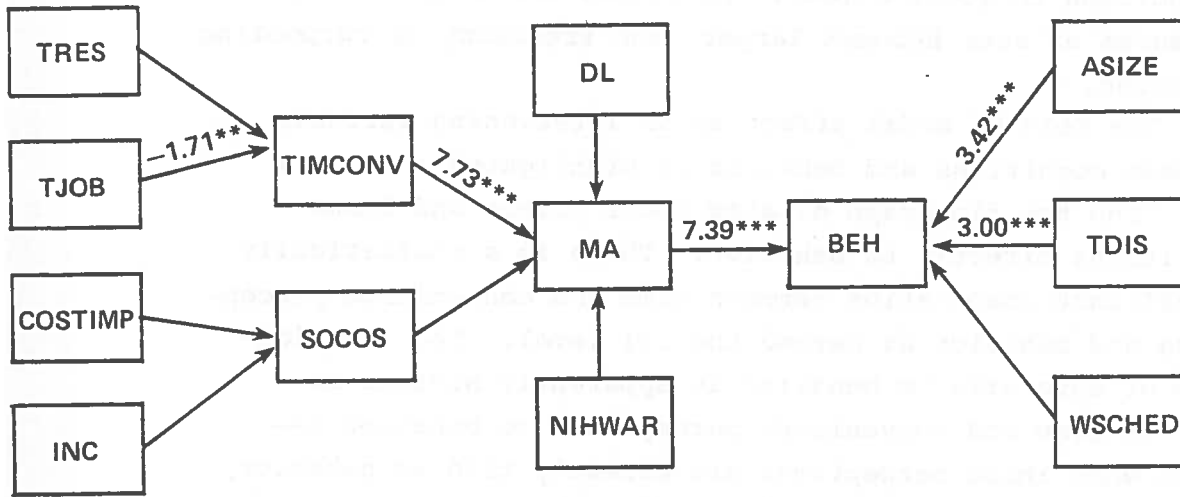 TRES
DL
ASIZE
-1.71**
3.42****
TJOB
TIMCONV
7.73***
MA
7.39***
BEH
3.00***
TDIS
COSTIMP
SOCOS
INC
NIHWAR
WSCHED